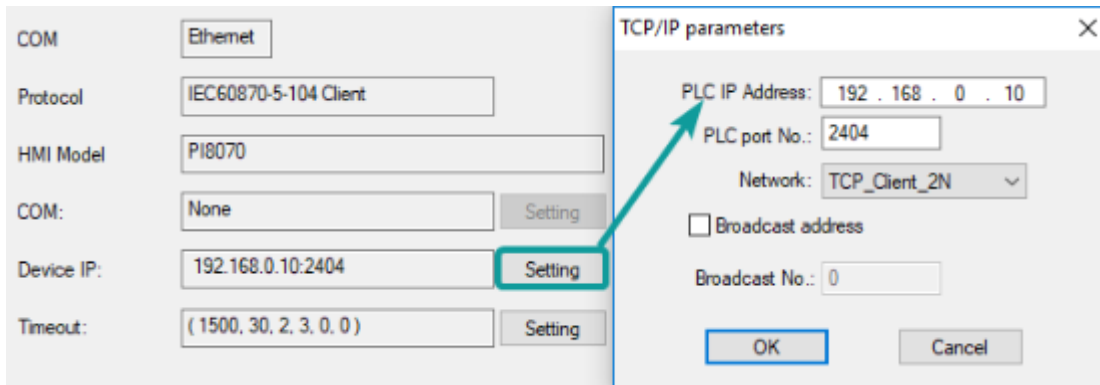 COM Ethernet
Protocol IEC60870-5-104 Client
HMI Model PI8070
COM: None Setting
Device IP: 192.168.0.10:2404 Setting
Timeout: ( 1500, 30, 2, 3, 0, 0 ) Setting
TCP/IP parameters
PLC IP Address: 192 . 168 . 0 . 10
PLC port No.: 2404
Network: TCP_Client_2N
Broadcast address
Broadcast No.: 0
OK Cancel